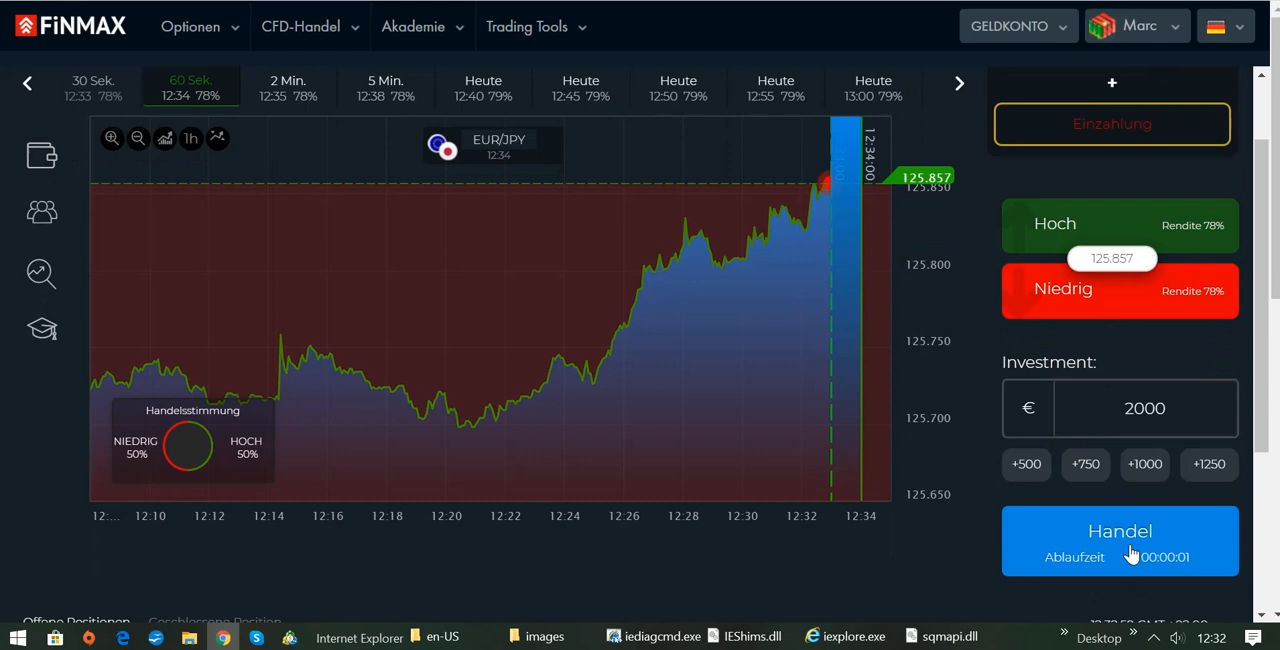 FiNMAX
Optionen
CFD-Handel
Akademie
Trading Tools
GELDKONTO
Marc
30 Sek.
12:33 78%
60 Sek.
12:34 78%
2 Min.
12:35 78%
5 Min.
12:38 78%
Heute
12:40 79%
Heute
12:45 79%
Heute
12:50 79%
Heute
12:55 79%
Heute
13:00 79%
+
Einzahlung
1h
EUR/JPY
12:34
12:34:00
125.857
125.850
125.800
125.750
125.700
125.650
Hoch
Rendite 78%
125.857
Niedrig
Rendite 78%
Investment:
€
2000
+500
+750
+1000
+1250
Handel
Ablaufzeit
00:00:01
Handelsstimmung
NIEDRIG
50%
HOCH
50%
12:...
12:10
12:12
12:14
12:16
12:18
12:20
12:22
12:24
12:26
12:28
12:30
12:32
12:34
Offene Positionen
Geschlossene Position
Internet Explorer
en-US
images
iediagcmd.exe
IEShims.dll
iexplore.exe
sqmapi.dll
Desktop
12:32